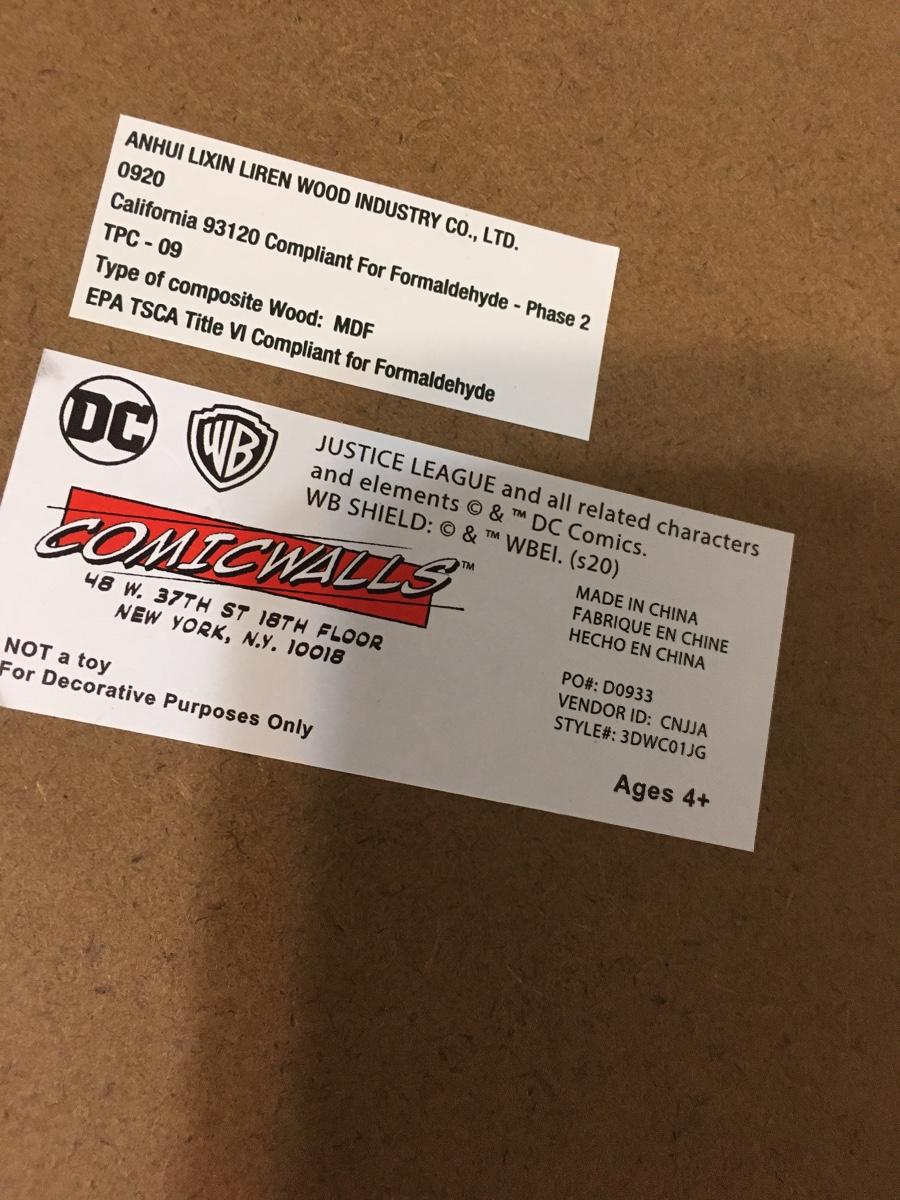 ANHUI LIXIN LIREN WOOD INDUSTRY CO., LTD.
0920
California 93120 Compliant For Formaldehyde - Phase 2
TPC - 09
Type of composite Wood: MDF
EPA TSCA Title VI Compliant for Formaldehyde
DC
WB
JUSTICE LEAGUE and all related characters
and elements © & ™ DC Comics.
WB SHIELD: © & ™ WBEI. (s20)
COMICWALLS™
48 W. 37TH ST 18TH FLOOR
NEW YORK, N.Y. 10018
NOT a toy
For Decorative Purposes Only
MADE IN CHINA
FABRIQUE EN CHINE
HECHO EN CHINA
PO#: D0933
VENDOR ID: CNJJA
STYLE#: 3DWC01JG
Ages 4+